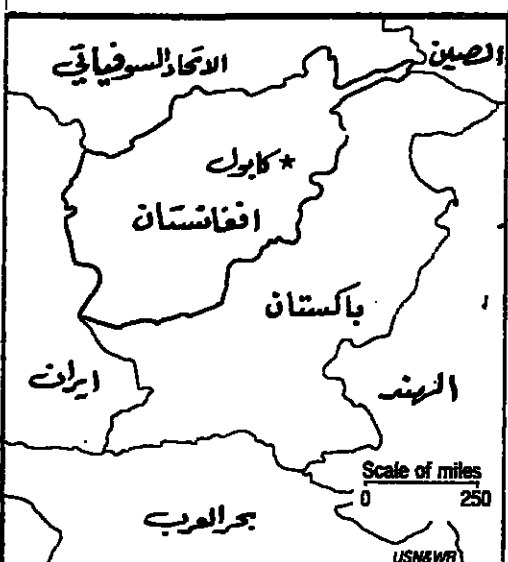 الصين
الاتحاد السوفياتي
* كابول
افغانستان
باكستان
ايران
الهند
Scale of miles
0 250
بحر العرب
USN&WR